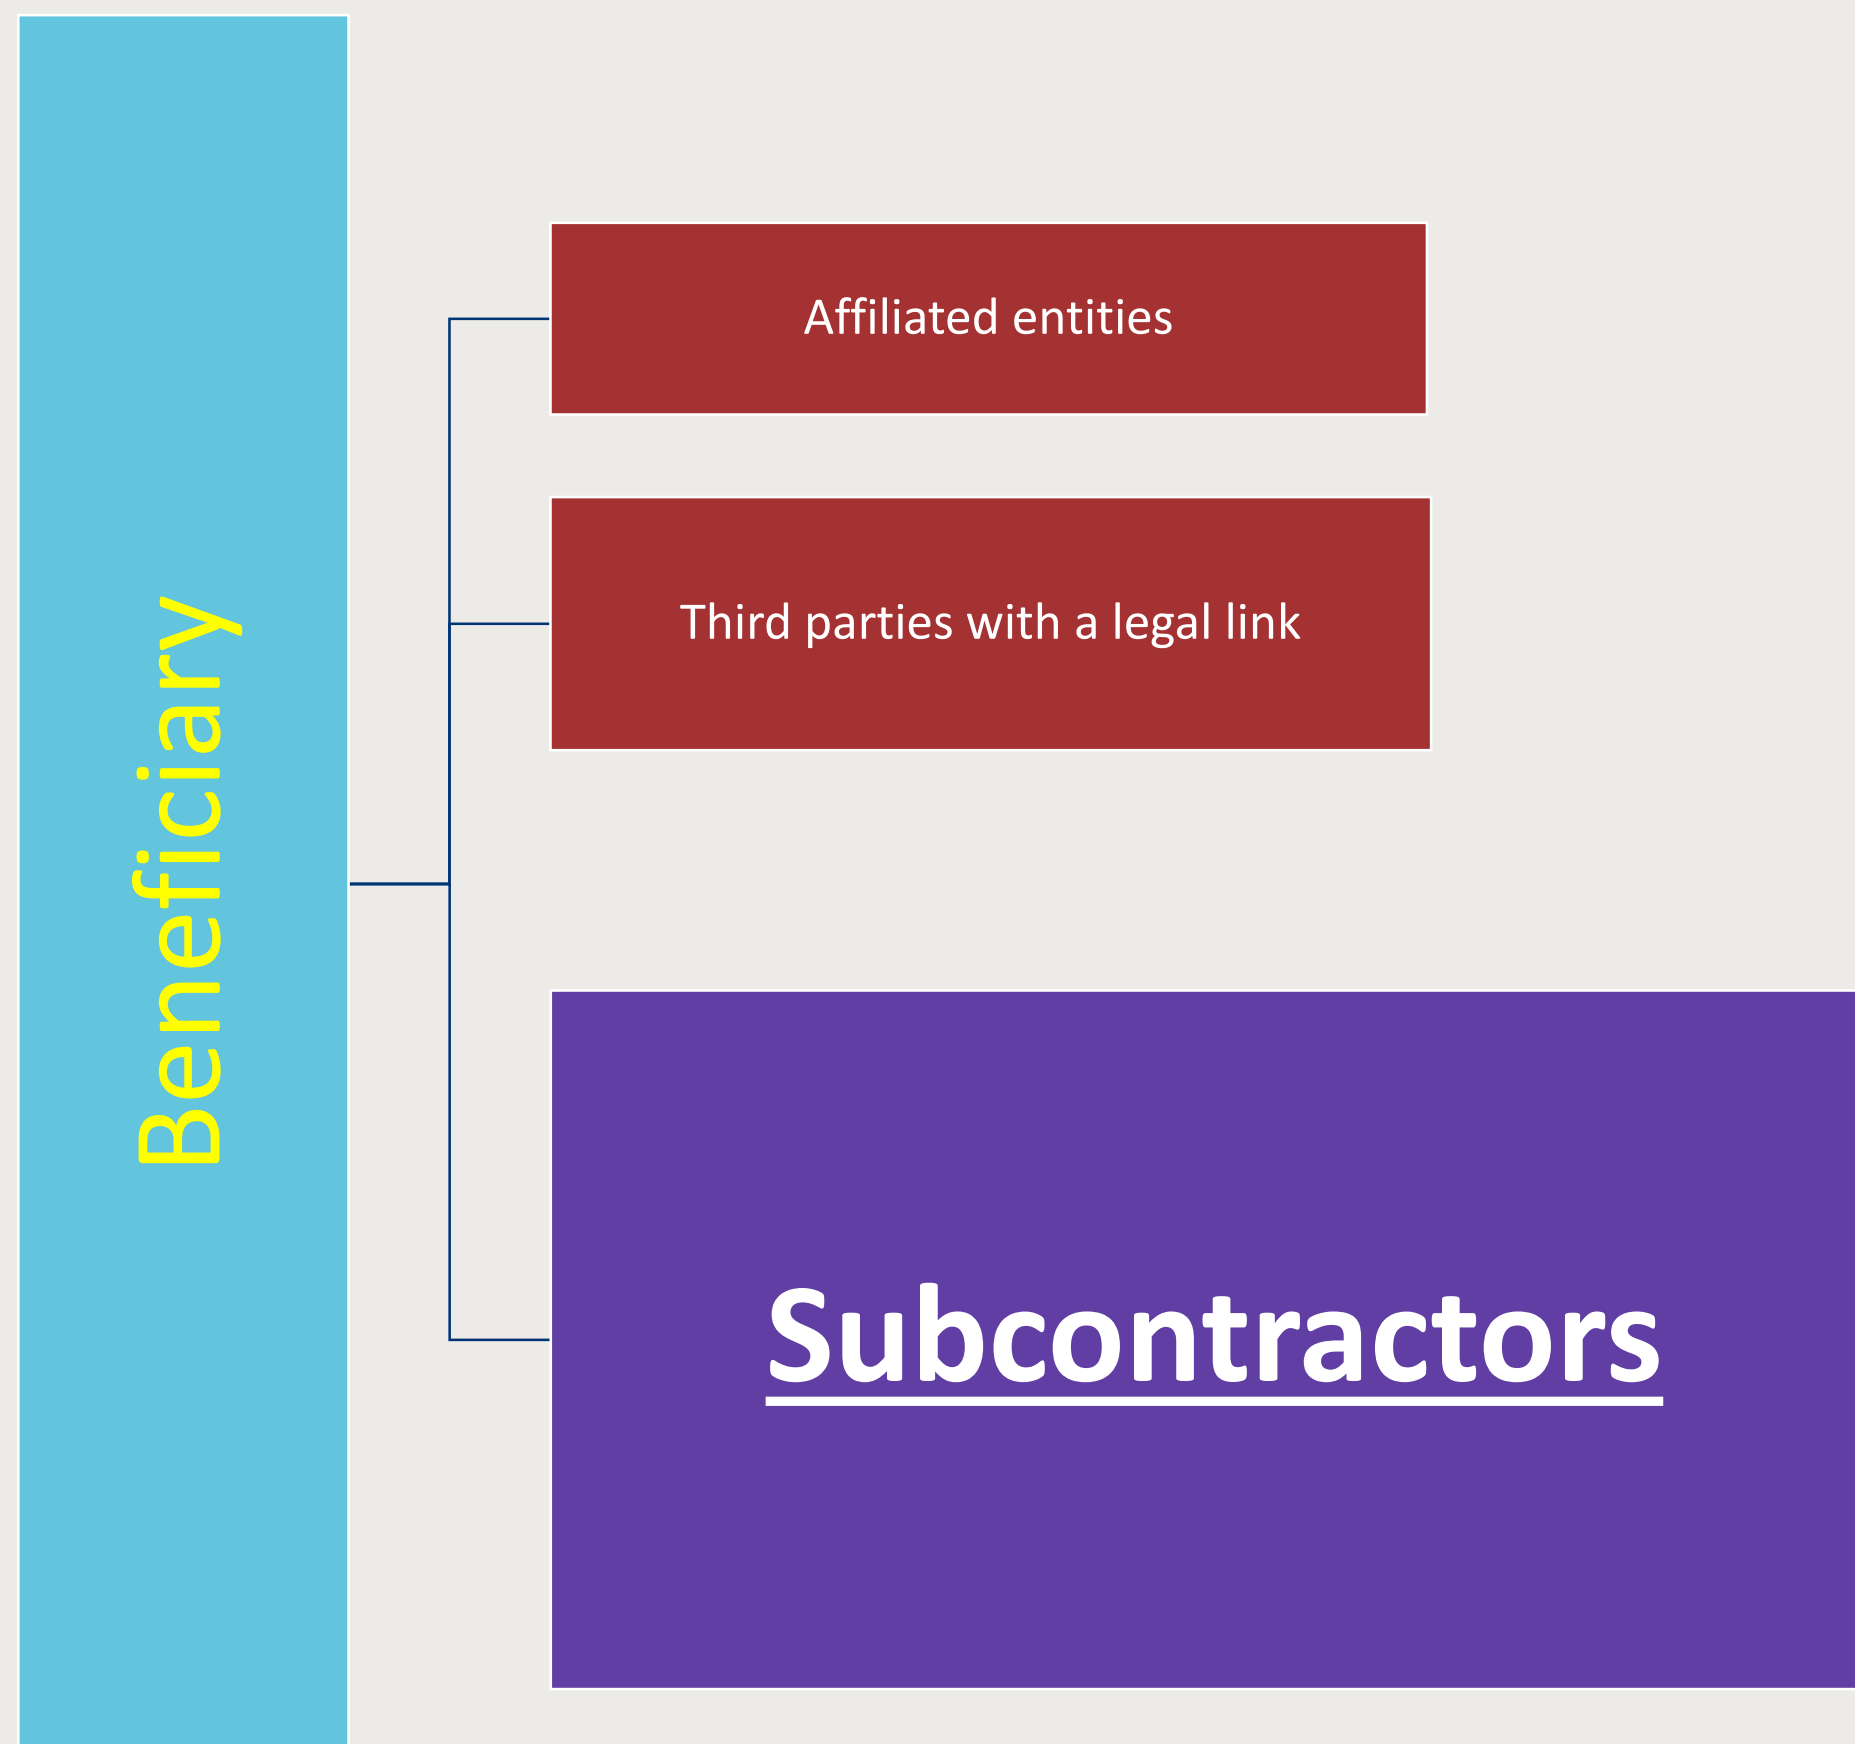 Beneficiary
Affiliated entities
Third parties with a legal link
Subcontractors